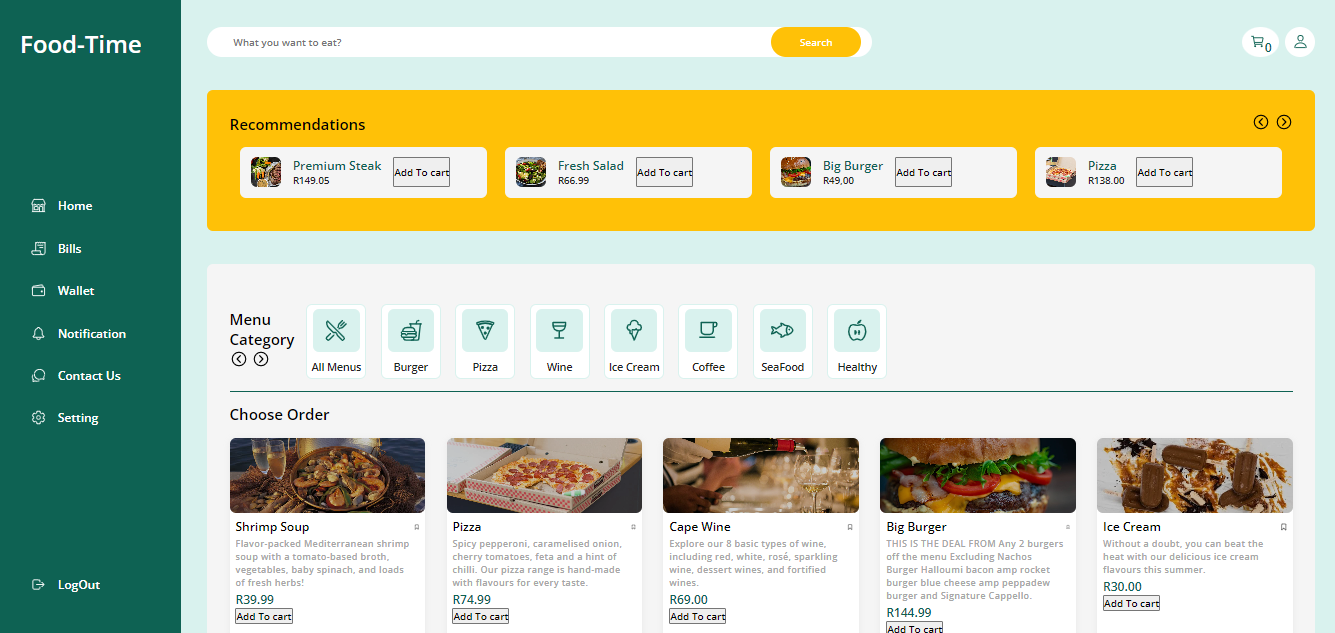 Food-Time
What you want to eat?
Search
0
Home
Bills
Wallet
Notification
Contact Us
Setting
LogOut
Recommendations
Premium Steak
R149.05
Add To cart
Fresh Salad
R66.99
Add To cart
Big Burger
R49,00
Add To cart
Pizza
R138.00
Add To cart
Menu
Category
All Menus
Burger
Pizza
Wine
Ice Cream
Coffee
SeaFood
Healthy
Choose Order
Shrimp Soup
Flavor-packed Mediterranean shrimp
soup with a tomato-based broth,
vegetables, baby spinach, and loads
of fresh herbs!
R39.99
Add To cart
Pizza
Spicy pepperoni, caramelised onion,
cherry tomatoes, feta and a hint of
chilli. Our pizza range is hand-made
with flavours for every taste.
R74.99
Add To cart
Cape Wine
Explore our 8 basic types of wine,
including red, white, rosé, sparkling
wine, dessert wines, and fortified
wines.
R69.00
Add To cart
Big Burger
THIS IS THE DEAL FROM Any 2 burgers
off the menu Excluding Nachos
Burger Halloumi bacon amp rocket
burger blue cheese amp peppadew
burger and Signature Cappello.
R144.99
Add To cart
Ice Cream
Without a doubt, you can beat the
heat with our delicious ice cream
flavours this summer.
R30.00
Add To cart